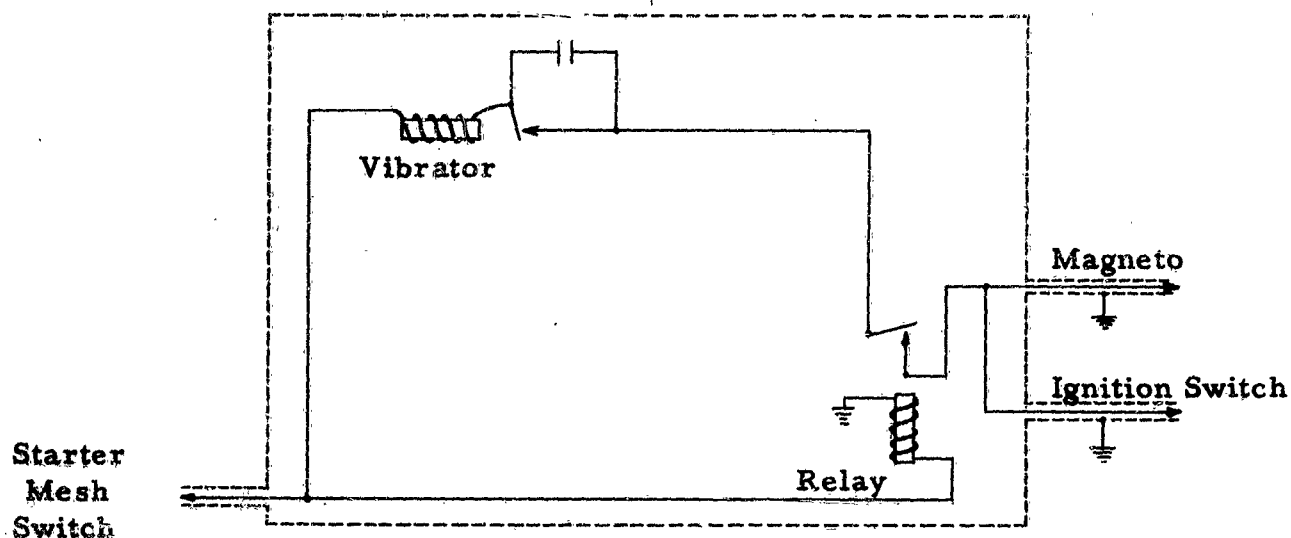 Vibrator
Magneto
Ignition Switch
Relay
Starter
Mesh
Switch